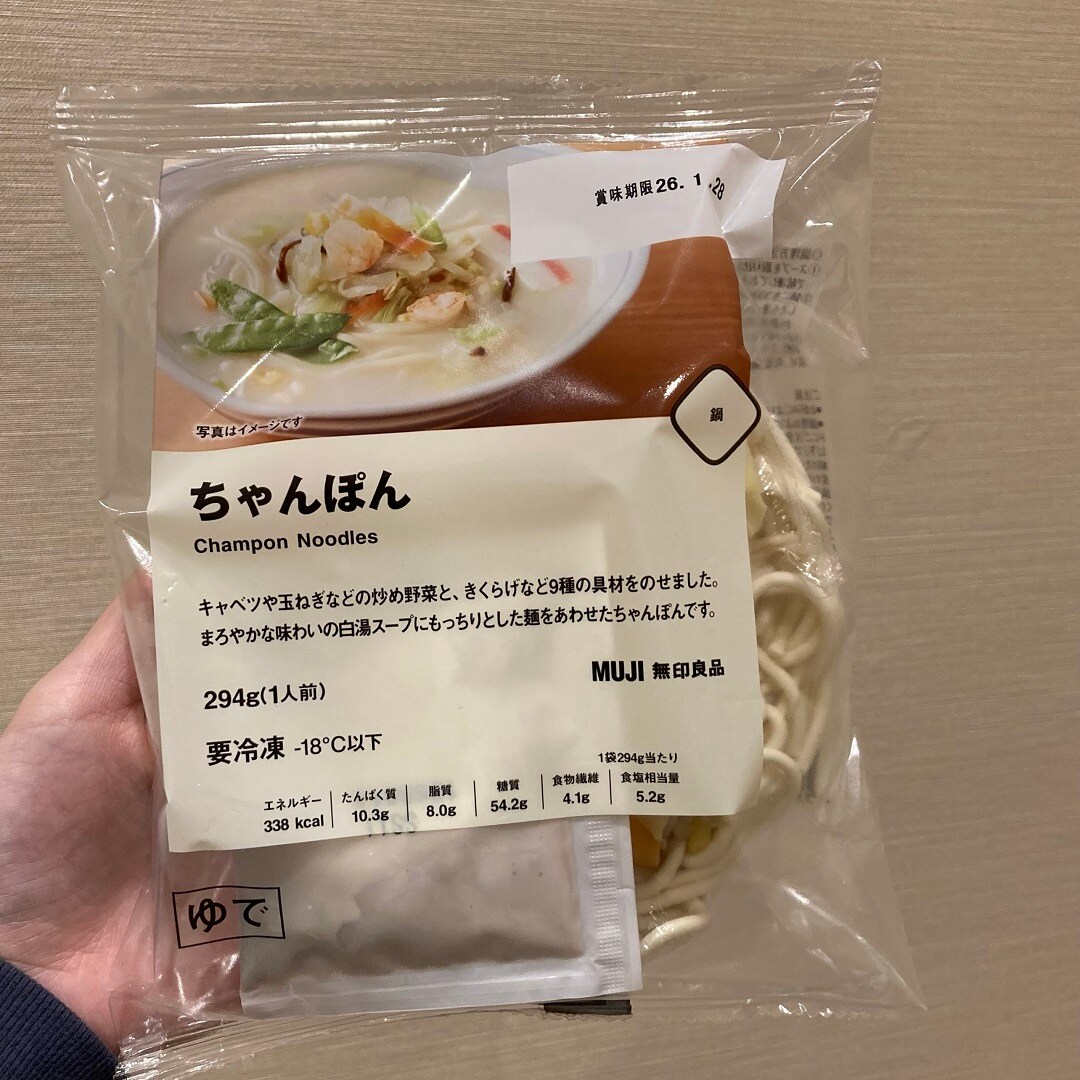 賞味期限26. 1 .28
鍋
写真はイメージです
ちゃんぽん
Champon Noodles
キャベツや玉ねぎなどの炒め野菜と、きくらげなど9種の具材をのせました。
まろやかな味わいの白湯スープにもっちりとした麺をあわせたちゃんぽんです。
MUJI 無印良品
294g(1人前)
要冷凍 -18℃以下
1袋294g当たり
エネルギー たんぱく質 脂質 糖質 食物繊維 食塩相当量
338 kcal 10.3g 8.0g 54.2g 4.1g 5.2g
ゆで